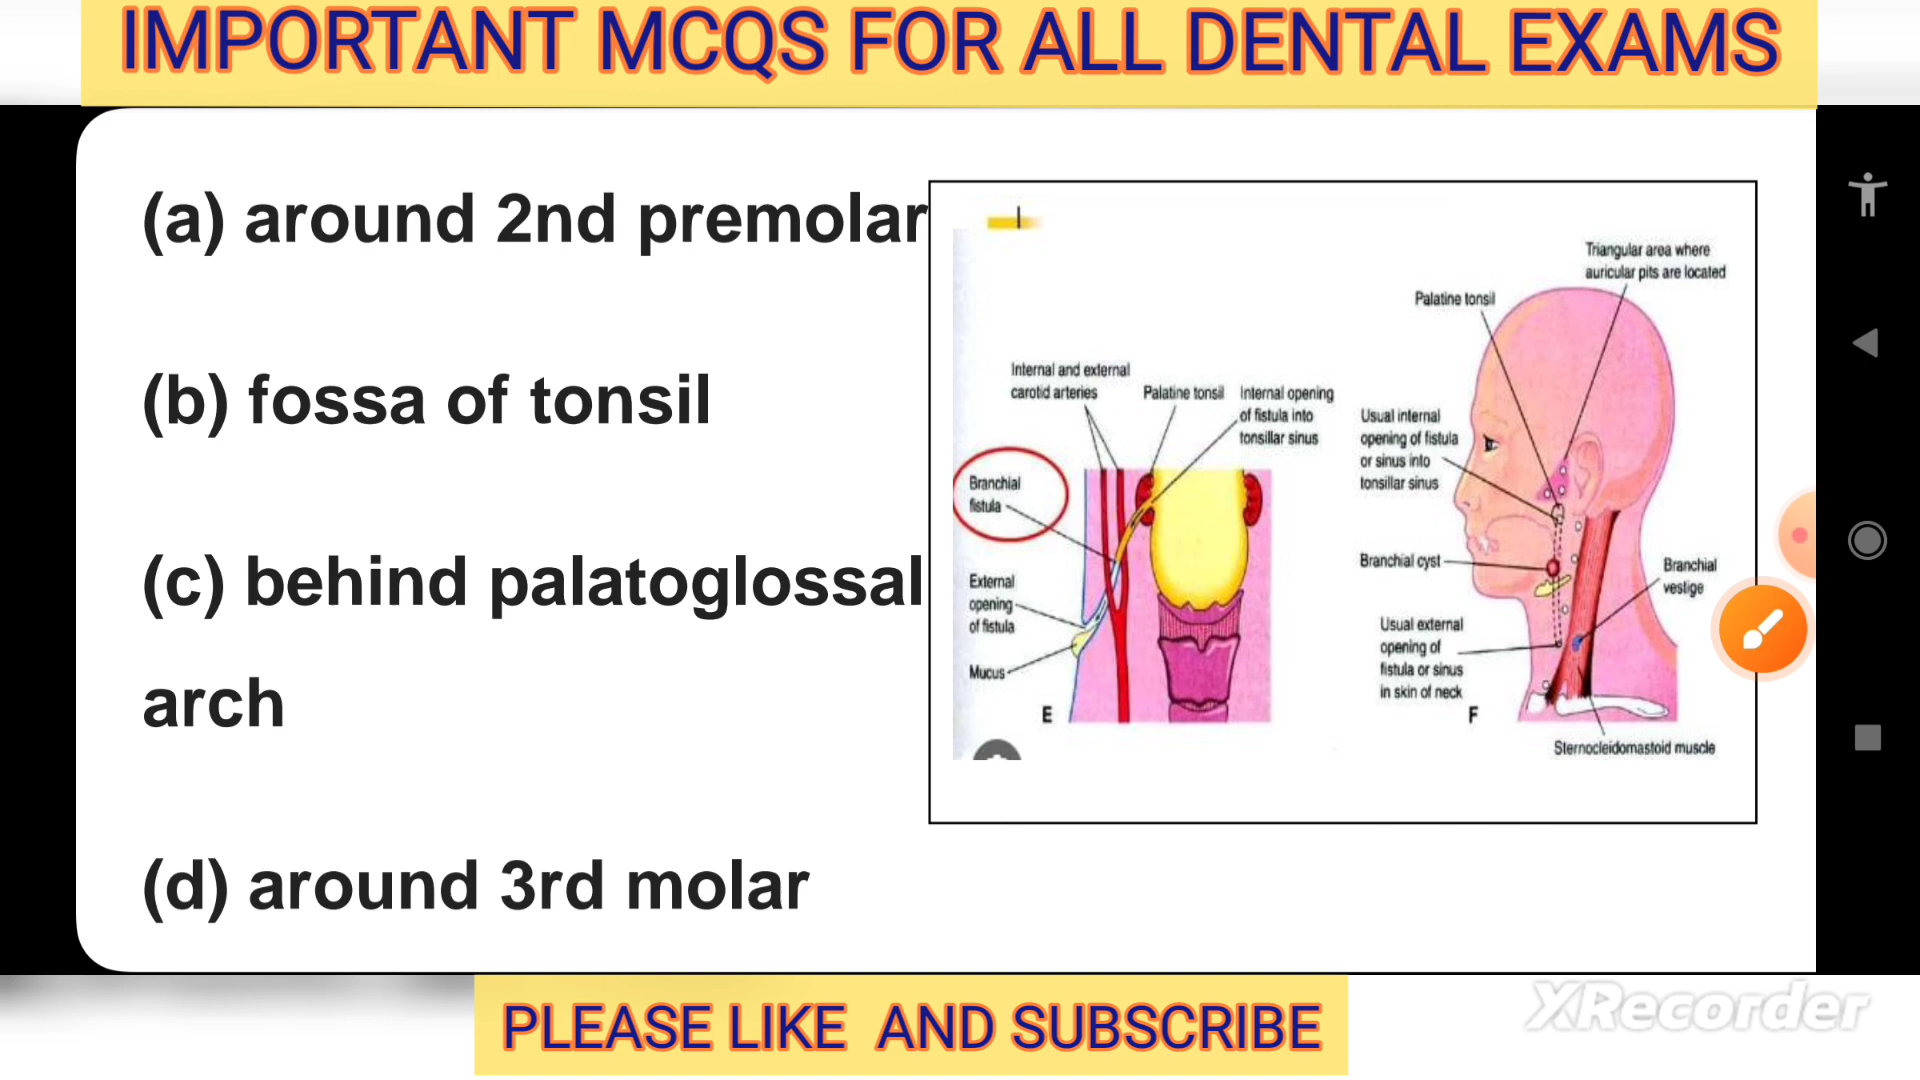 IMPORTANT MCQS FOR ALL DENTAL EXAMS
(a) around 2nd premolar
(b) fossa of tonsil
(c) behind palatoglossal
arch
(d) around 3rd molar
Internal and external
carotid arteries
Palatine tonsil
Internal opening
of fistula into
tonsillar sinus
Branchial
fistula
External
opening
of fistula
Mucus
E
Triangular area where
auricular pits are located
Palatine tonsil
Usual internal
opening of fistula
or sinus into
tonsillar sinus
Branchial cyst
Branchial
vestige
Usual external
opening of
fistula or sinus
in skin of neck
F
Sternocleidomastoid muscle
PLEASE LIKE AND SUBSCRIBE
XRecorder